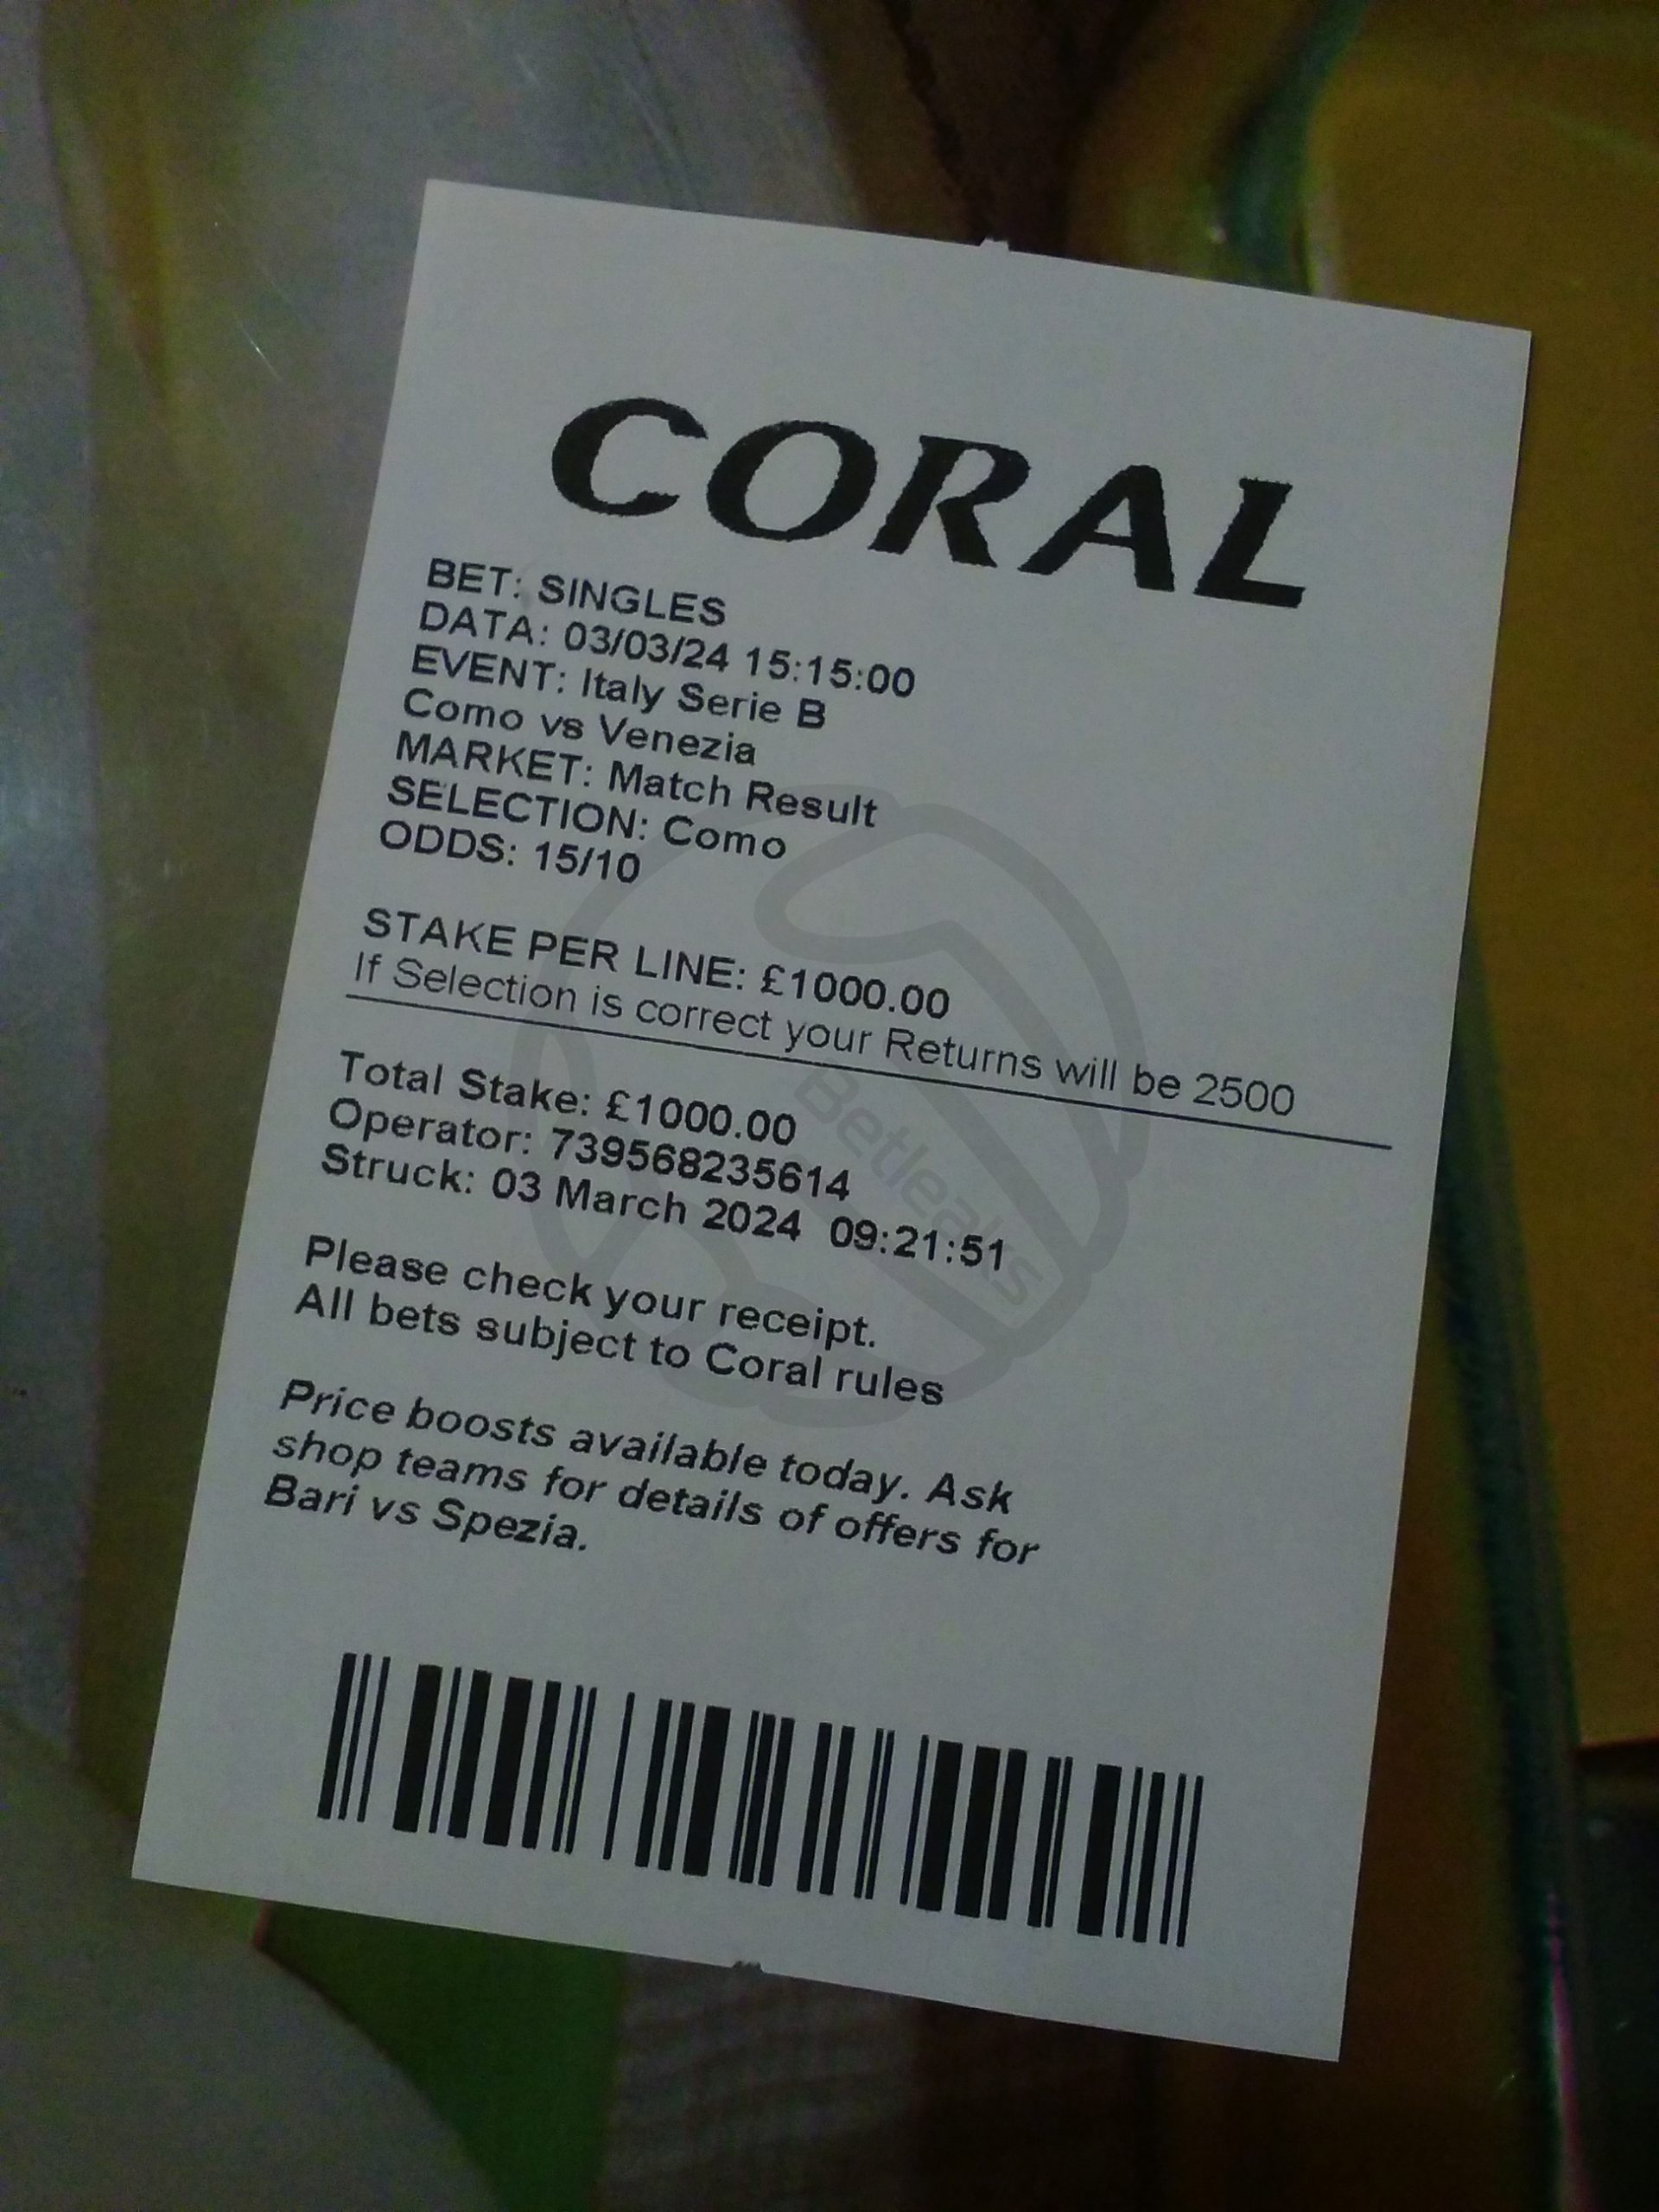 CORAL
BET: SINGLES
DATA: 03/03/24 15:15:00
EVENT: Italy Serie B
Como vs Venezia
MARKET: Match Result
SELECTION: Como
ODDS: 15/10
STAKE PER LINE: £1000.00
If Selection is correct your Returns will be 2500
Total Stake: £1000.00
Operator: 739568235614
Struck: 03 March 2024 09:21:51
Please check your receipt.
All bets subject to Coral rules
Price boosts available today. Ask
shop teams for details of offers for
Bari vs Spezia.
Betleaks